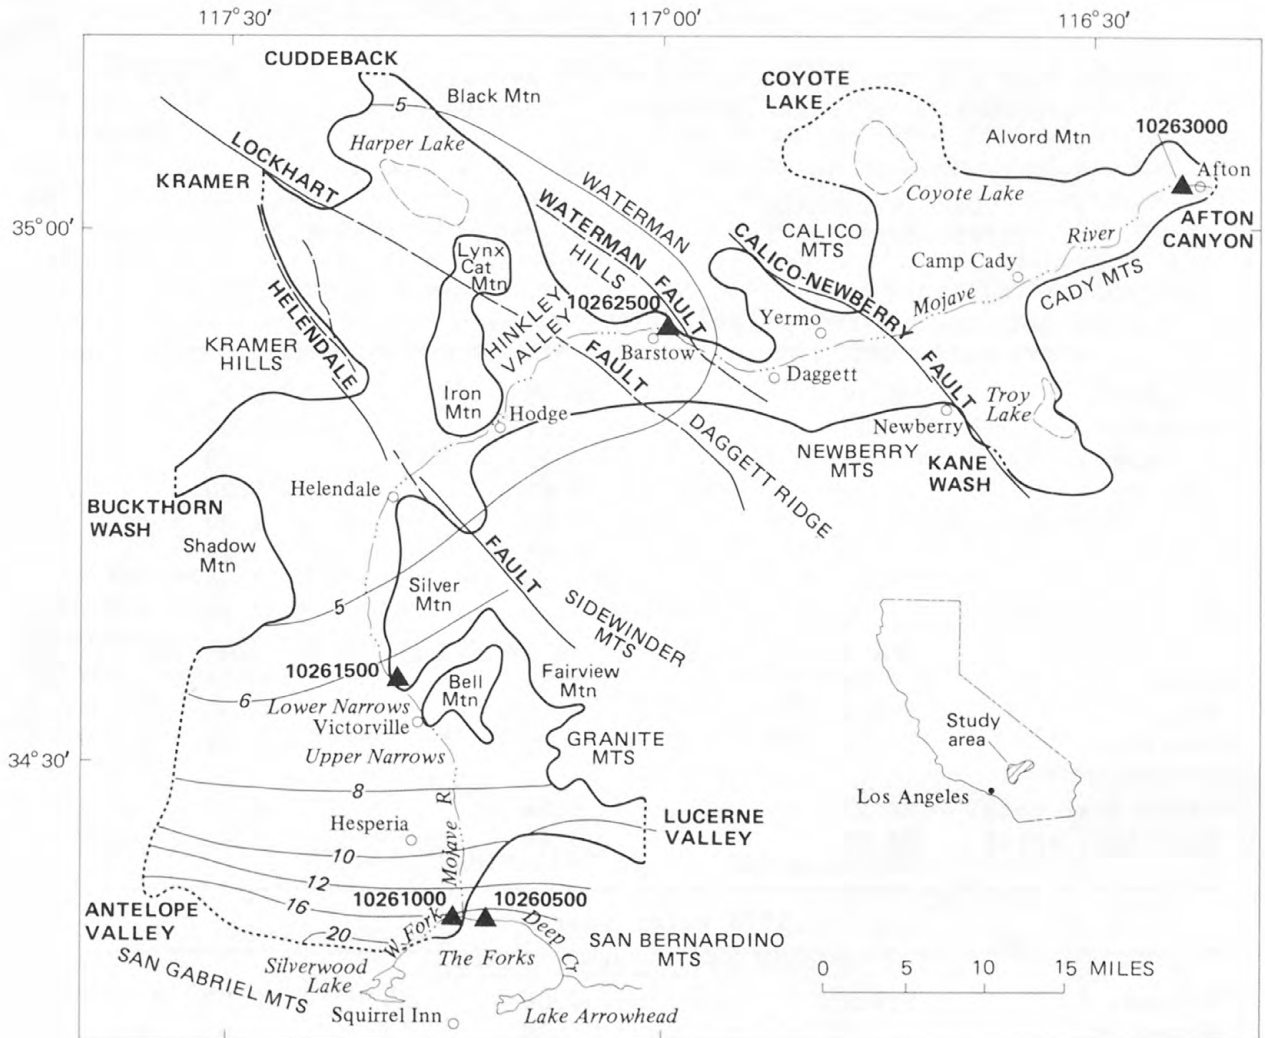 117°30′
117°00′
116°30′
CUDDEBACK
Black Mtn
5
COYOTE
LAKE
10263000
Alvord Mtn
Harper Lake
LOCKHART
KRAMER
Afton
Coyote Lake
WATERMAN
HILLS
WATERMAN FAULT
35°00′
AFTON
CANYON
CALICO
MTS
River
Lynx
Cat
Mtn
Camp Cady
CADY MTS
CALICO-NEWBERRY
FAULT
Mojave
10262500
HELENDALE
HINKLEY
VALLEY
Yermo
KRAMER
HILLS
Barstow
FAULT
Daggett
Iron
Mtn
Troy
Lake
Hodge
Newberry
DAGGETT RIDGE
NEWBERRY
MTS
KANE
WASH
Helendale
BUCKTHORN
WASH
Shadow
Mtn
FAULT
Silver
Mtn
5
SIDEWINDER
MTS
10261500
Fairview
Mtn
Bell
Mtn
6
Lower Narrows
Victorville
Study
area
GRANITE
MTS
Upper Narrows
34°30′
8
Los Angeles
Mojave R
Hesperia
LUCERNE
VALLEY
10
12
10261000
10260500
16
ANTELOPE
VALLEY
W Fork
Deep Cr
20
SAN BERNARDINO
MTS
The Forks
SAN GABRIEL MTS
Silverwood
Lake
0 5 10 15 MILES
Squirrel Inn
Lake Arrowhead